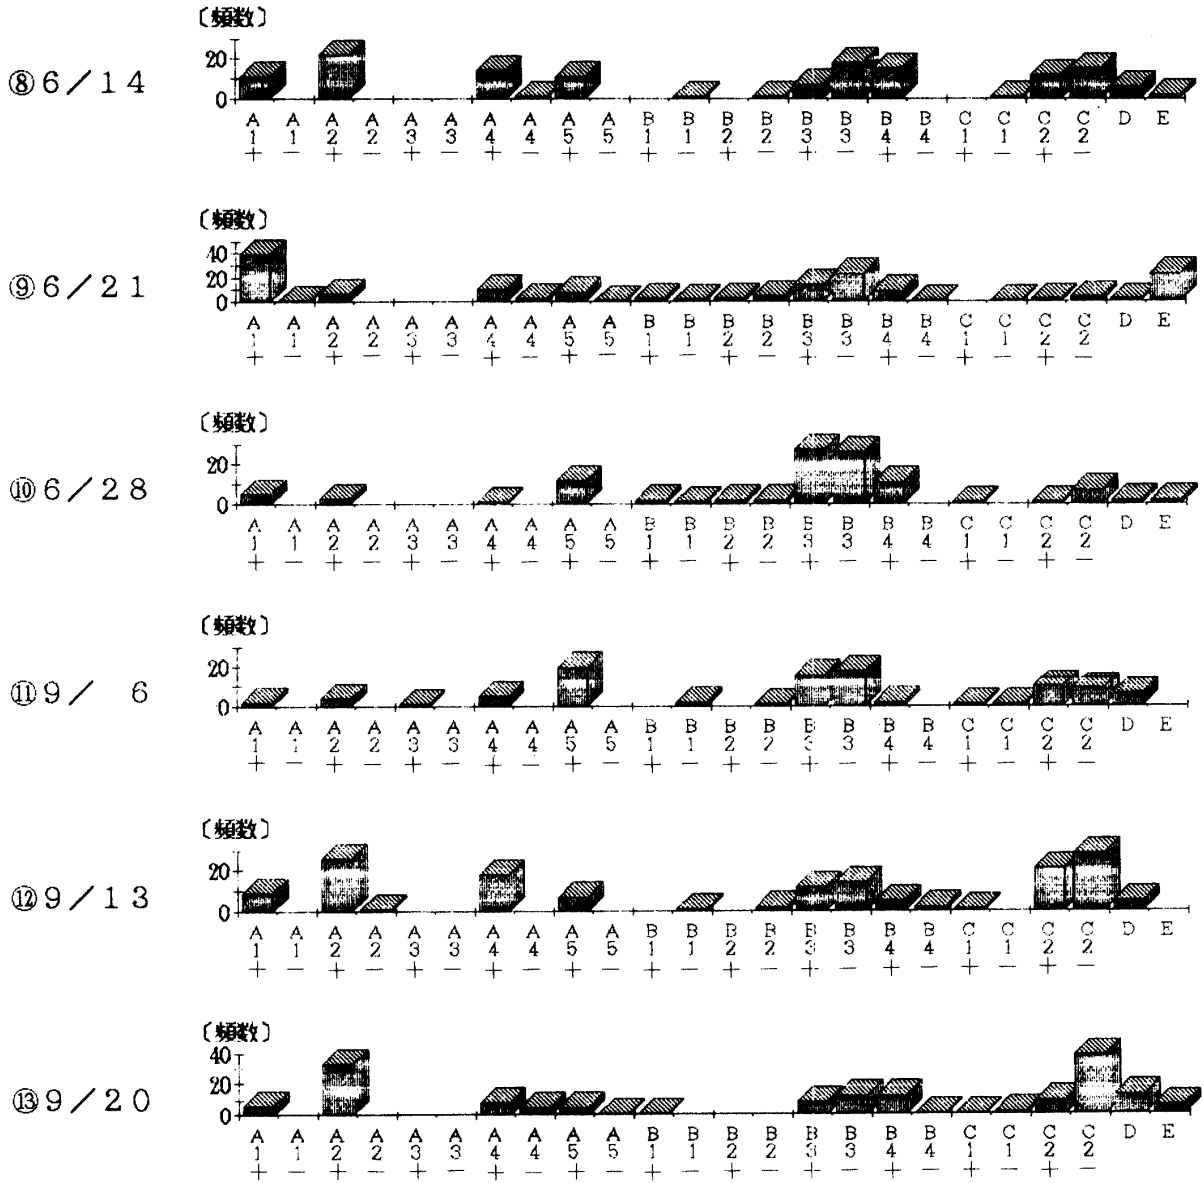 〔頻数〕
20
⑧6/14
0
A A A A A A A A A A B B B B B B B B C C C C D E
1 1 2 2 3 3 4 4 5 5 1 1 2 2 3 3 4 4 1 1 2 2
+ − + − + − + − + − + − + − + − + − + − + −
〔頻数〕
40
20
⑨6/21
0
A A A A A A A A A A B B B B B B B B C C C C D E
1 1 2 2 3 3 4 4 5 5 1 1 2 2 3 3 4 4 1 1 2 2
+ − + − + − + − + − + − + − + − + − + − + −
〔頻数〕
20
⑩6/28
0
A A A A A A A A A A B B B B B B B B C C C C D E
1 1 2 2 3 3 4 4 5 5 1 1 2 2 3 3 4 4 1 1 2 2
+ − + − + − + − + − + − + − + − + − + − + −
〔頻数〕
20
⑪9/ 6
0
A A A A A A A A A A B B B B B B B B C C C C D E
1 1 2 2 3 3 4 4 5 5 1 1 2 2 3 3 4 4 1 1 2 2
+ − + − + − + − + − + − + − + − + − + − + −
〔頻数〕
20
⑫9/13
0
A A A A A A A A A A B B B B B B B B C C C C D E
1 1 2 2 3 3 4 4 5 5 1 1 2 2 3 3 4 4 1 1 2 2
+ − + − + − + − + − + − + − + − + − + − + −
〔頻数〕
40
20
⑬9/20
0
A A A A A A A A A A B B B B B B B B C C C C D E
1 1 2 2 3 3 4 4 5 5 1 1 2 2 3 3 4 4 1 1 2 2
+ − + − + − + − + − + − + − + − + − + − + −